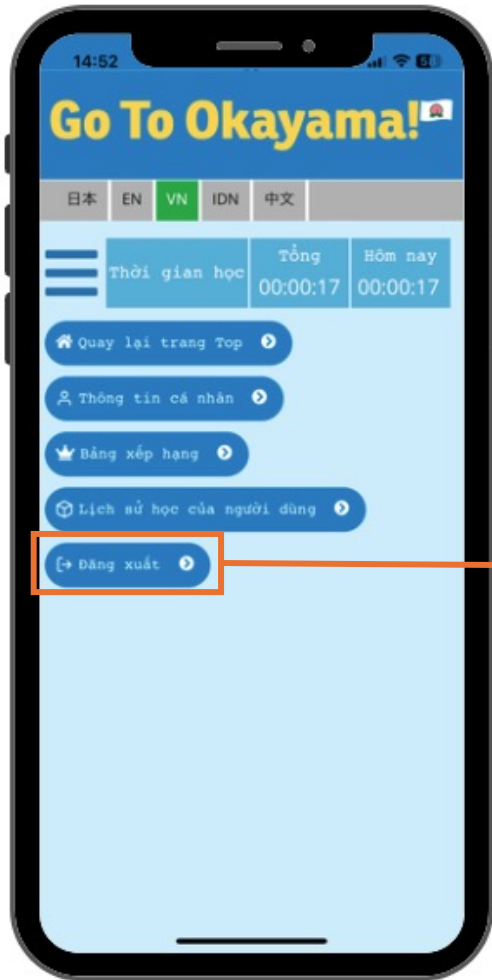 14:52
Go To Okayama!
日本 EN VN IDN 中文
Thời gian học
Tổng
00:00:17
Hôm nay
00:00:17
Quay lại trang Top
Thông tin cá nhân
Bảng xếp hạng
Lịch sử học của người dùng
Đăng xuất